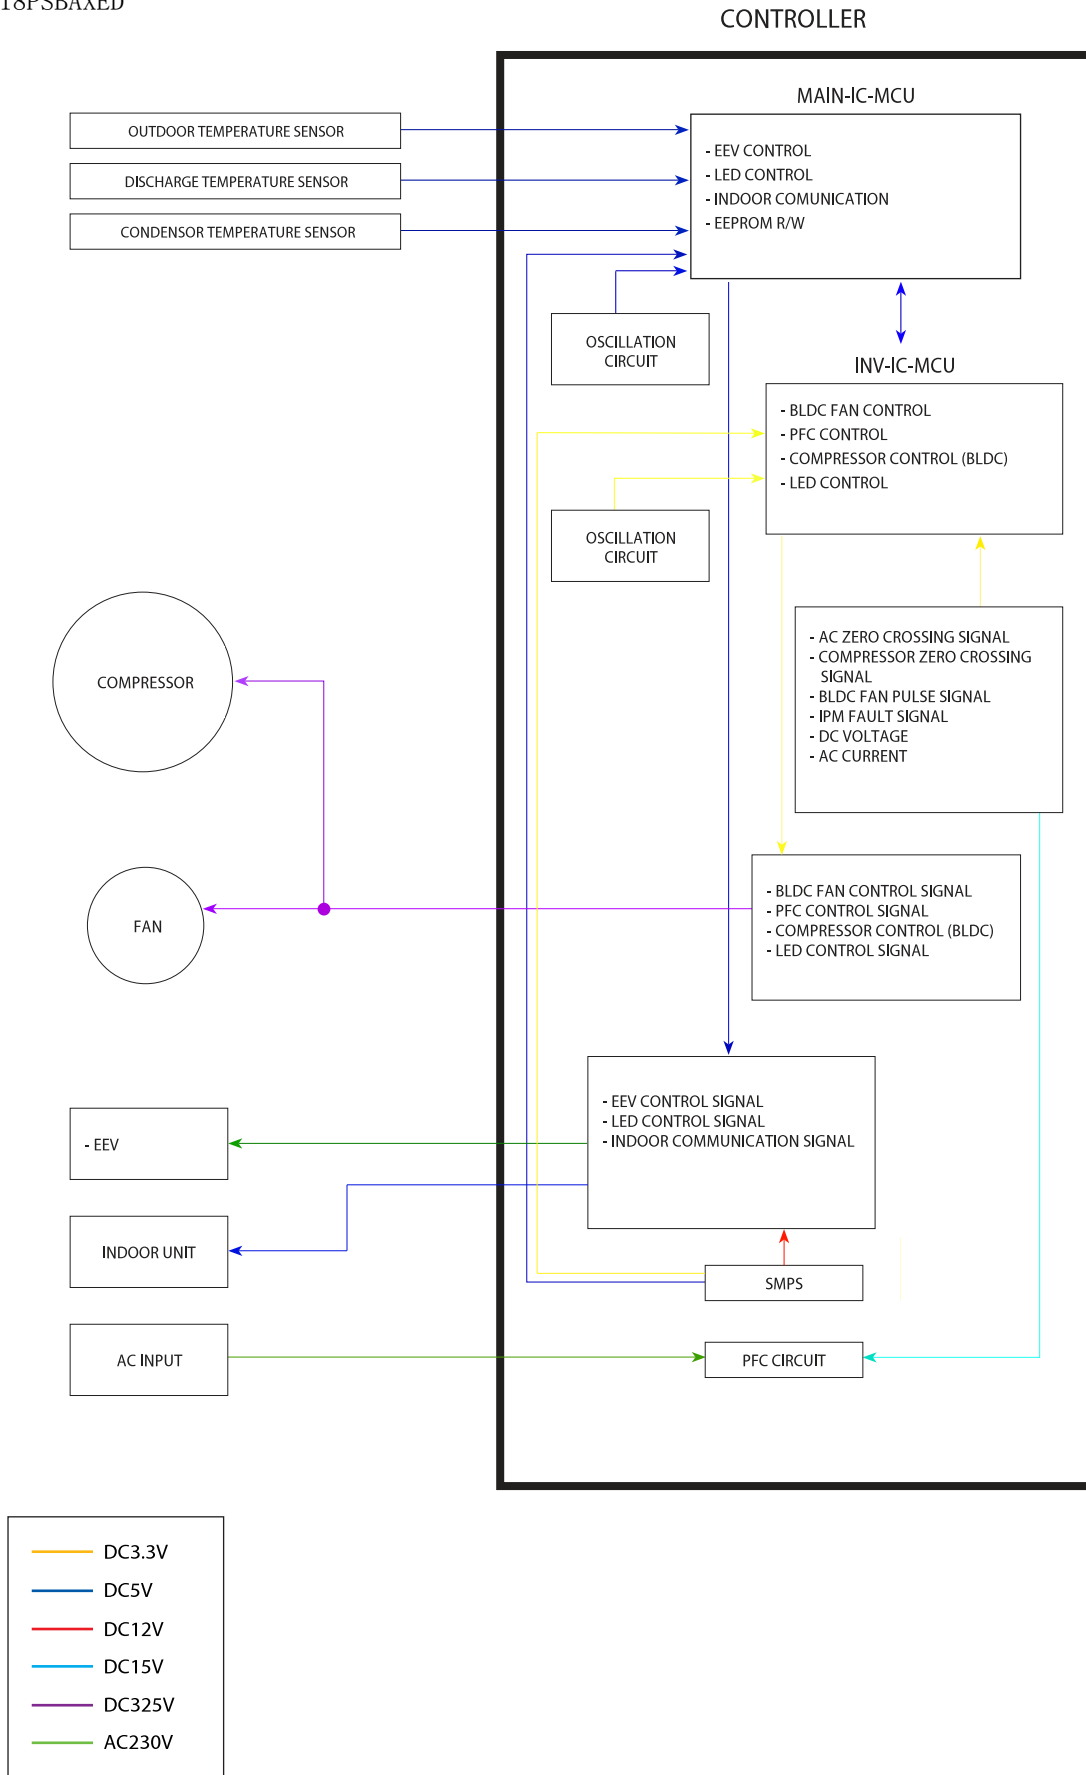 18PSBAXED
CONTROLLER
MAIN-IC-MCU
OUTDOOR TEMPERATURE SENSOR
DISCHARGE TEMPERATURE SENSOR
CONDENSOR TEMPERATURE SENSOR
- EEV CONTROL
- LED CONTROL
- INDOOR COMUNICATION
- EEPROM R/W
OSCILLATION
CIRCUIT
INV-IC-MCU
- BLDC FAN CONTROL
- PFC CONTROL
- COMPRESSOR CONTROL (BLDC)
- LED CONTROL
OSCILLATION
CIRCUIT
- AC ZERO CROSSING SIGNAL
- COMPRESSOR ZERO CROSSING
SIGNAL
- BLDC FAN PULSE SIGNAL
- IPM FAULT SIGNAL
- DC VOLTAGE
- AC CURRENT
COMPRESSOR
- BLDC FAN CONTROL SIGNAL
- PFC CONTROL SIGNAL
- COMPRESSOR CONTROL (BLDC)
- LED CONTROL SIGNAL
FAN
- EEV CONTROL SIGNAL
- LED CONTROL SIGNAL
- INDOOR COMMUNICATION SIGNAL
- EEV
INDOOR UNIT
SMPS
AC INPUT
PFC CIRCUIT
DC3.3V
DC5V
DC12V
DC15V
DC325V
AC230V